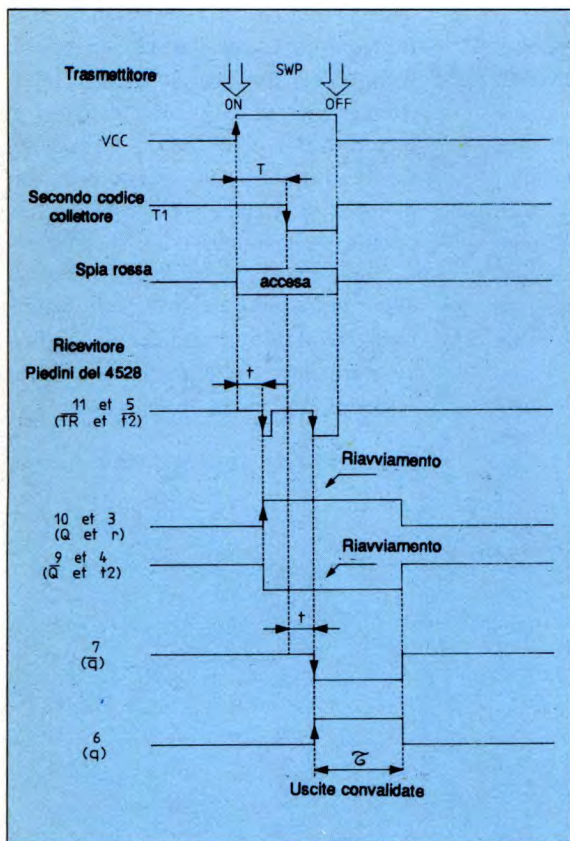 Trasmettitore
SWP
ON
OFF
VCC
T
Secondo codice
collettore
T1
Spia rossa
accesa
Ricevitore
Piedini del 4528
t
11 et 5
(TR et t2)
Riavviamento
10 et 3
(Q et r)
Riavviamento
9 et 4
(Q et t2)
t
7
(q)
6
(q)
Uscite convalidate